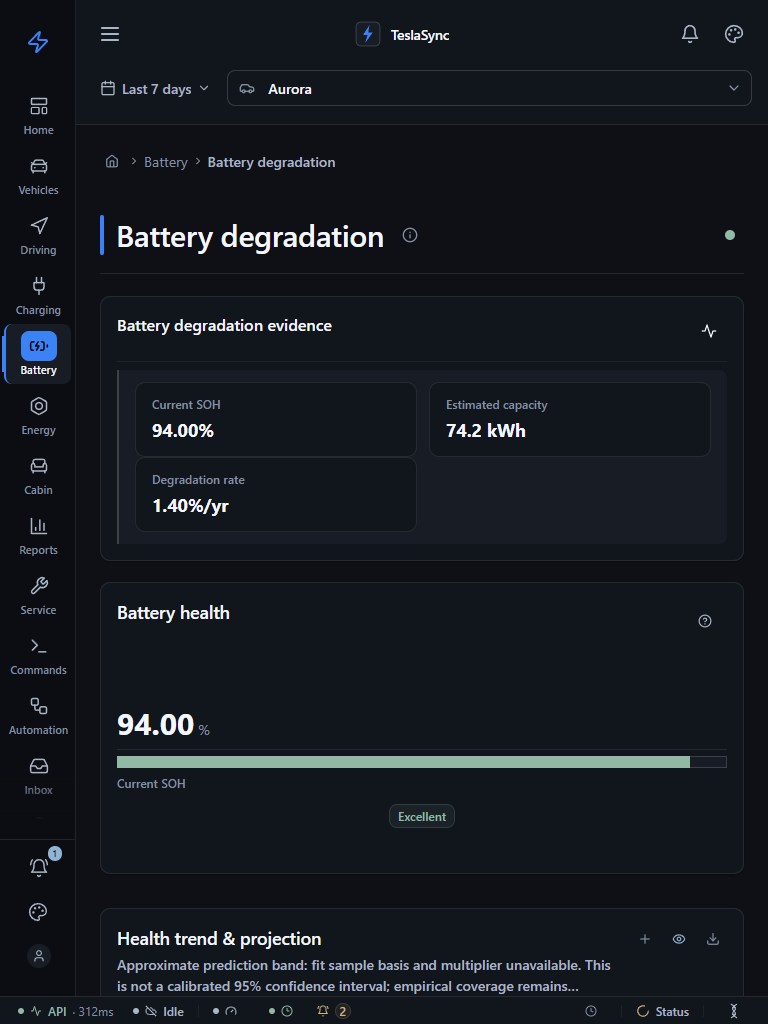 TeslaSync
Last 7 days
Aurora
Home
Vehicles
Driving
Charging
Battery
Energy
Cabin
Reports
Service
Commands
Automation
Inbox
1
Battery
Battery degradation
Battery degradation
Battery degradation evidence
Current SOH
94.00%
Estimated capacity
74.2 kWh
Degradation rate
1.40%/yr
Battery health
94.00 %
Current SOH
Excellent
Health trend & projection
Approximate prediction band: fit sample basis and multiplier unavailable. This
is not a calibrated 95% confidence interval; empirical coverage remains...
API · 312ms
Idle
2
Status